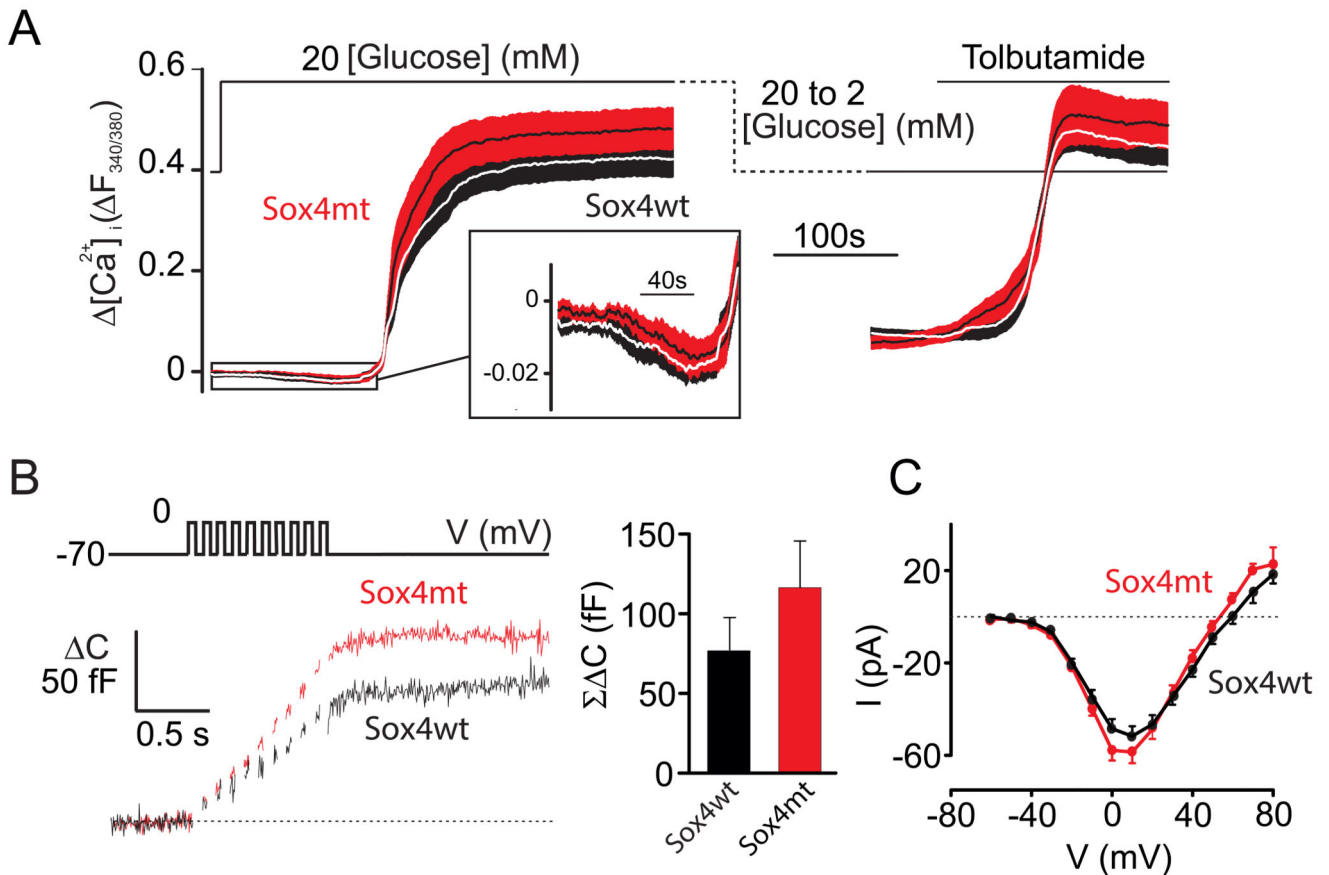 A
20 [Glucose] (mM)
Tolbutamide
20 to 2
[Glucose] (mM)
0.6
0.4
0.2
0
Δ[Ca²⁺]ᵢ(ΔF₃₄₀/₃₈₀)
Sox4mt
Sox4wt
100s
40s
0
-0.02
B
0
-70
V (mV)
Sox4mt
ΔC
50 fF
0.5 s
Sox4wt
ΣΔC (fF)
150
100
50
0
Sox4wt
Sox4mt
C
I (pA)
20
-20
-60
Sox4mt
Sox4wt
-80
-40
0
40
80
V (mV)